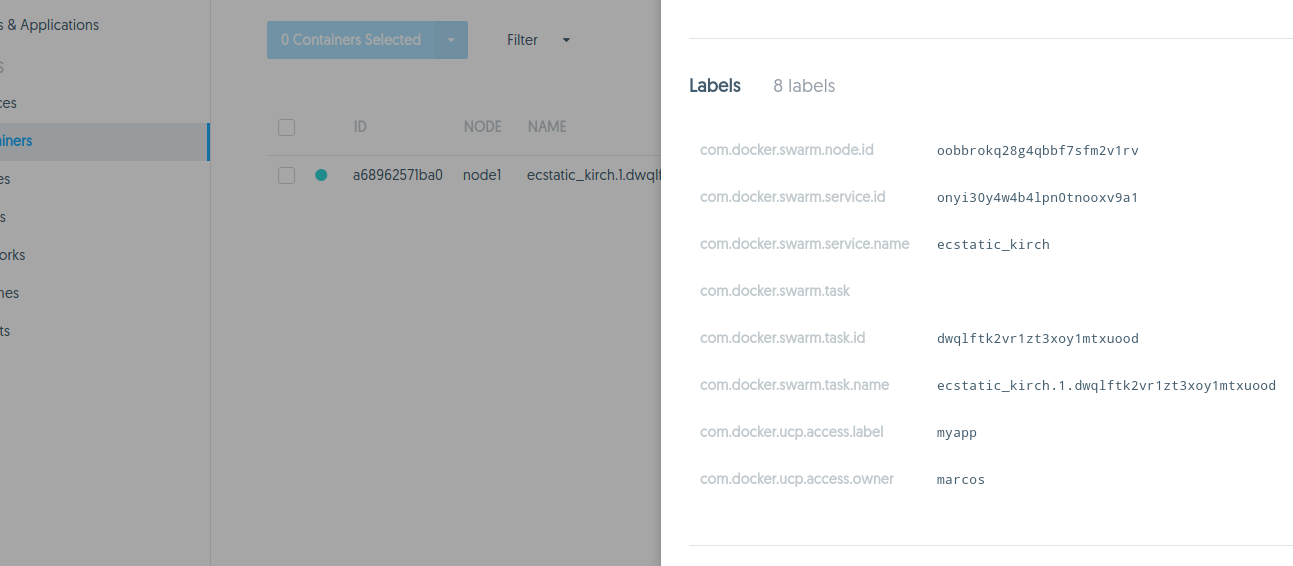 s & Applications
S
ces
ainers
es
s
orks
nes
ts
0 Containers Selected
Filter
ID NODE NAME
a68962571ba0 node1 ecstatic_kirch.1.dwqlf
Labels 8 labels
com.docker.swarm.node.id oobbrokq28g4qbbf7sfm2v1rv
com.docker.swarm.service.id onyi30y4w4b4lpn0tnooxv9a1
com.docker.swarm.service.name ecstatic_kirch
com.docker.swarm.task
com.docker.swarm.task.id dwqlftk2vr1zt3xoy1mtxuood
com.docker.swarm.task.name ecstatic_kirch.1.dwqlftk2vr1zt3xoy1mtxuood
com.docker.ucp.access.label myapp
com.docker.ucp.access.owner marcos